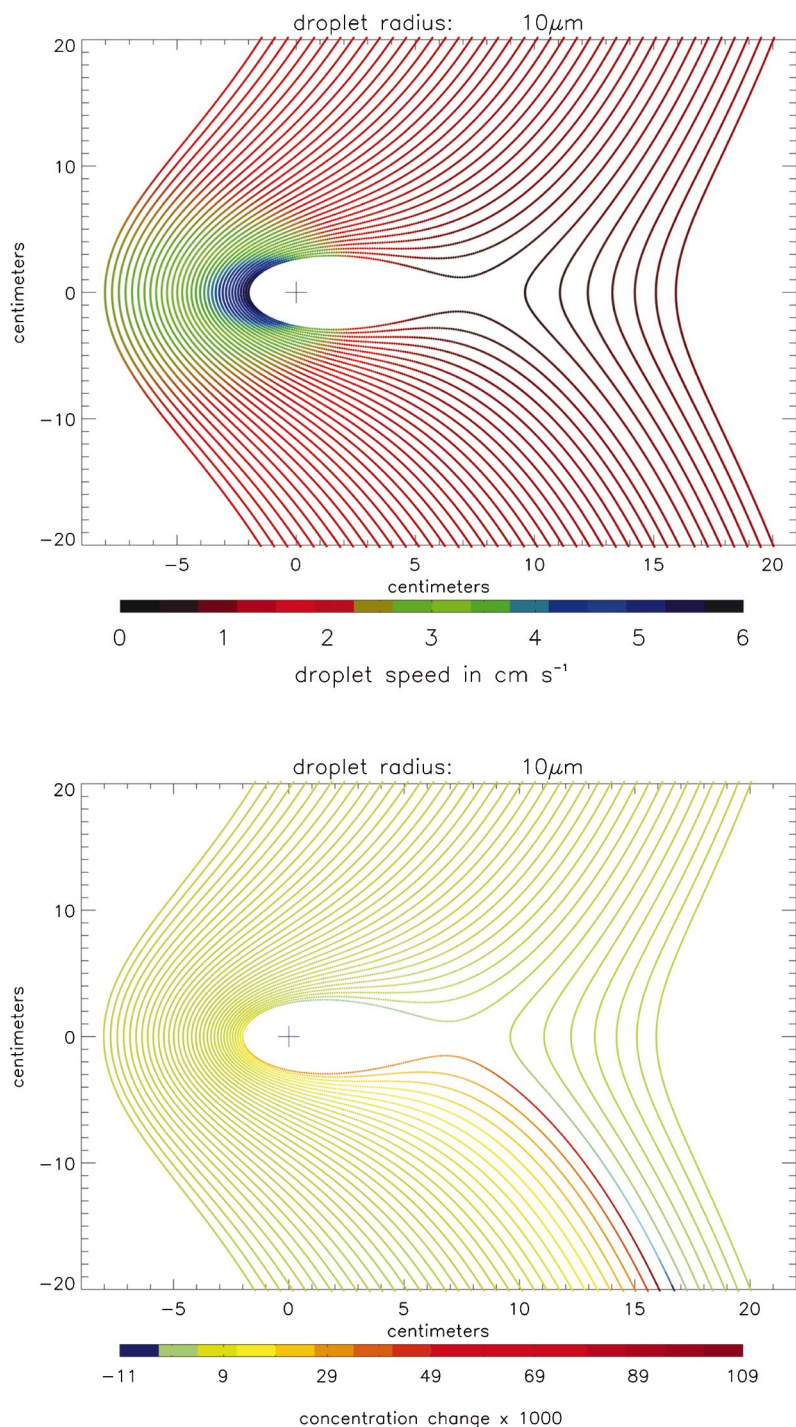 droplet radius: 10μm
20
10
0
−10
−20
centimeters
−5 0 5 10 15 20
centimeters
0 1 2 3 4 5 6
droplet speed in cm s⁻¹
droplet radius: 10μm
20
10
0
−10
−20
centimeters
−5 0 5 10 15 20
centimeters
−11 9 29 49 69 89 109
concentration change x 1000